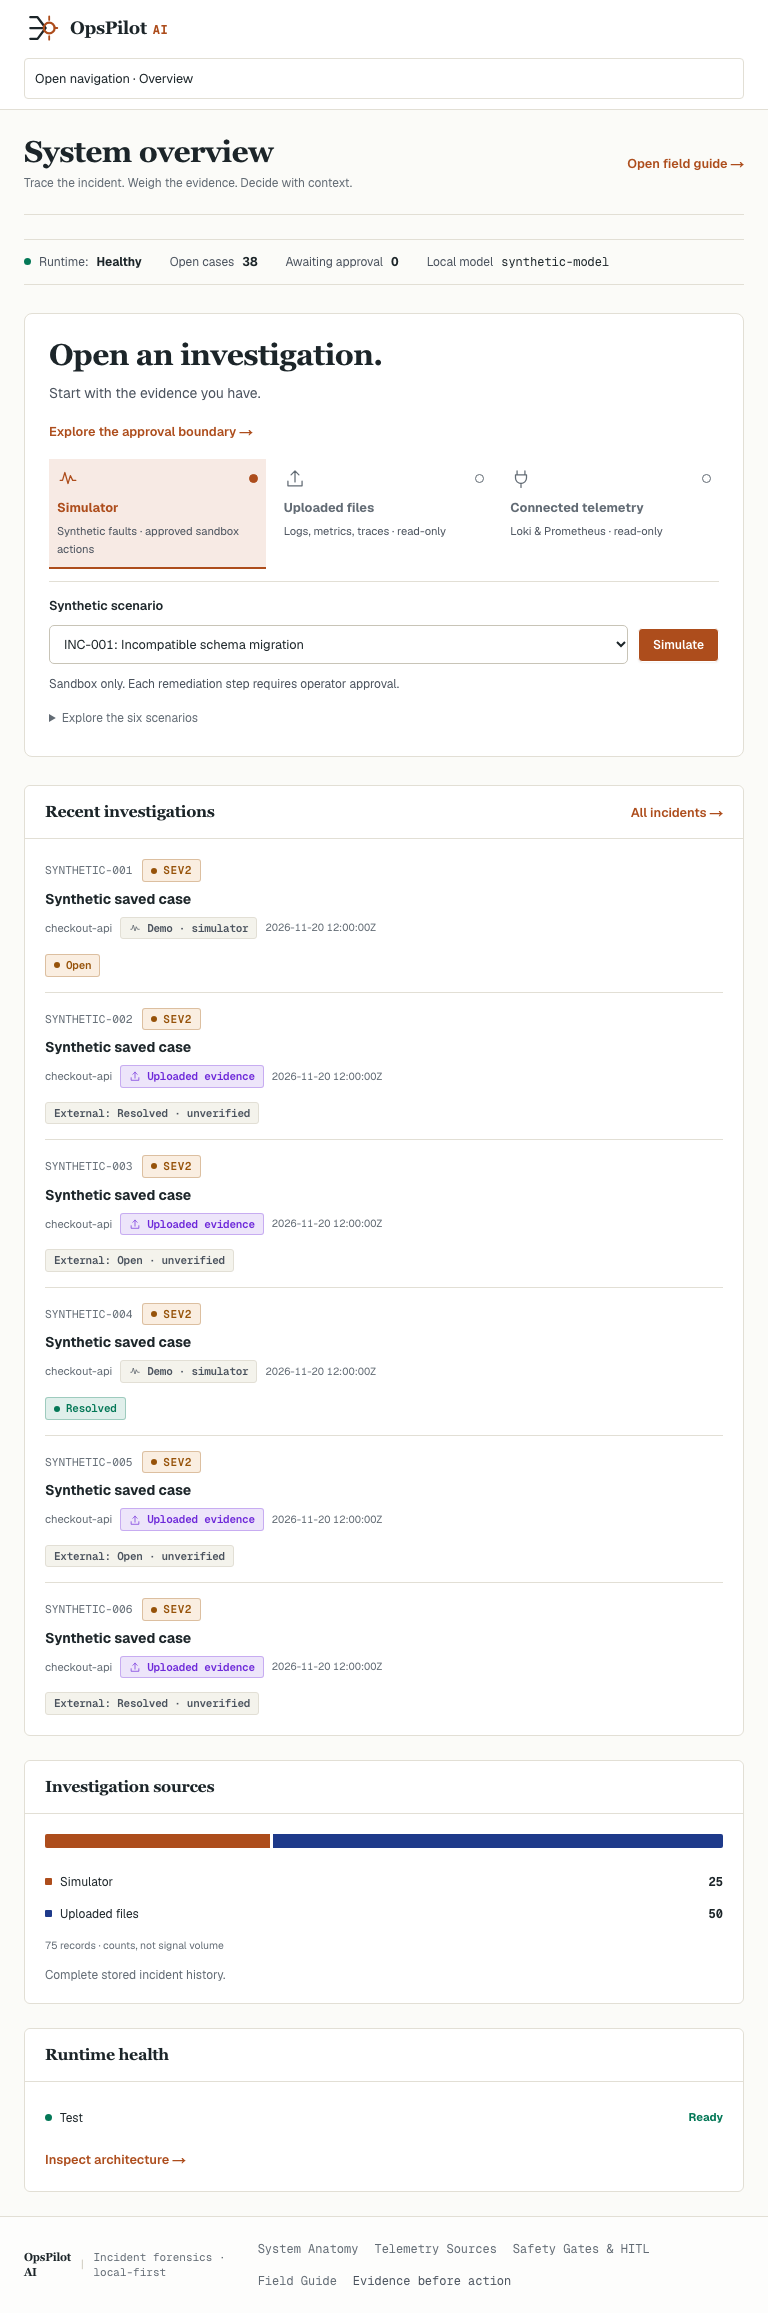 OpsPilot AI
Open navigation · Overview
System overview
Open field guide →
Trace the incident. Weigh the evidence. Decide with context.
Runtime: Healthy Open cases 38 Awaiting approval 0 Local model synthetic-model
Open an investigation.
Start with the evidence you have.
Explore the approval boundary →
Simulator
Synthetic faults · approved sandbox
actions
Uploaded files
Logs, metrics, traces · read-only
Connected telemetry
Loki & Prometheus · read-only
Synthetic scenario
INC-001: Incompatible schema migration
Simulate
Sandbox only. Each remediation step requires operator approval.
Explore the six scenarios
Recent investigations
All incidents →
SYNTHETIC-001 SEV2
Synthetic saved case
checkout-api Demo · simulator 2026-11-20 12:00:00Z
Open
SYNTHETIC-002 SEV2
Synthetic saved case
checkout-api Uploaded evidence 2026-11-20 12:00:00Z
External: Resolved · unverified
SYNTHETIC-003 SEV2
Synthetic saved case
checkout-api Uploaded evidence 2026-11-20 12:00:00Z
External: Open · unverified
SYNTHETIC-004 SEV2
Synthetic saved case
checkout-api Demo · simulator 2026-11-20 12:00:00Z
Resolved
SYNTHETIC-005 SEV2
Synthetic saved case
checkout-api Uploaded evidence 2026-11-20 12:00:00Z
External: Open · unverified
SYNTHETIC-006 SEV2
Synthetic saved case
checkout-api Uploaded evidence 2026-11-20 12:00:00Z
External: Resolved · unverified
Investigation sources
Simulator 25
Uploaded files 50
75 records · counts, not signal volume
Complete stored incident history.
Runtime health
Test Ready
Inspect architecture →
OpsPilot
AI
Incident forensics ·
local-first
System Anatomy Telemetry Sources Safety Gates & HITL
Field Guide Evidence before action